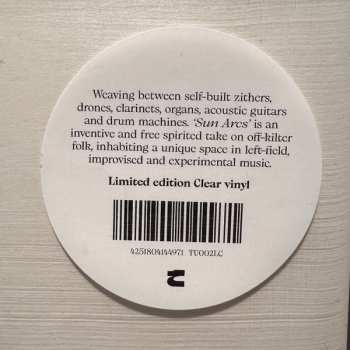 Weaving between self-built zithers,
drones, clarinets, organs, acoustic guitars
and drum machines. ‘Sun Arcs’ is an
inventive and free spirited take on off-kilter
folk, inhabiting a unique space in left-field,
improvised and experimental music.
Limited edition Clear vinyl
4251804144971 TU002LC